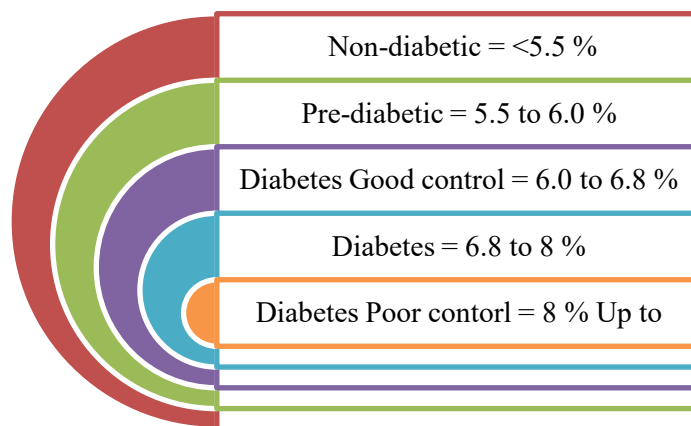 Non-diabetic = <5.5 %
Pre-diabetic = 5.5 to 6.0 %
Diabetes Good control = 6.0 to 6.8 %
Diabetes = 6.8 to 8 %
Diabetes Poor contorl = 8 % Up to